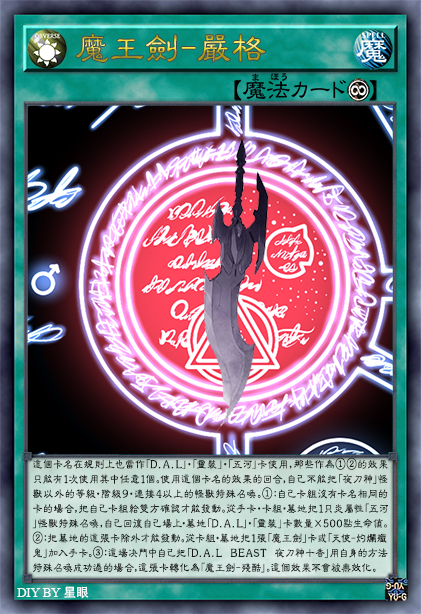 DIVERSE
魔王劍-嚴格
SPELL
魔
まほう
【魔法カード∞】
這個卡名在規則上也當作「D.A.L」‧「靈裝」‧「五河」卡使用，那些作為①②的效果
只能有1次使用其中任意1個。使用這個卡名的效果的回合，自己不能把「夜刀神」怪
獸以外的等級‧階級9‧連接4以上的怪獸特殊召喚。①：自己卡組沒有卡名相同的
卡的場合，把自己卡組給雙方確認才能發動。從手卡‧卡組‧墓地把1只炎屬性「五河
」怪獸特殊召喚，自己回復自己場上‧墓地「D.A.L」‧「靈裝」卡數量×500點生命值。
②：把墓地的這張卡除外才能發動。從卡組‧墓地把1張「魔王劍」卡或「天使-灼爛殲
鬼」加入手卡。③：這場決鬥中自己把「D.A.L BEAST 夜刀神十香」用自身的方法
特殊召喚成功過的場合，這張卡轉化為「魔王劍-殘酷」。這個效果不會被無效化。
DIY BY 星眼
YU-G